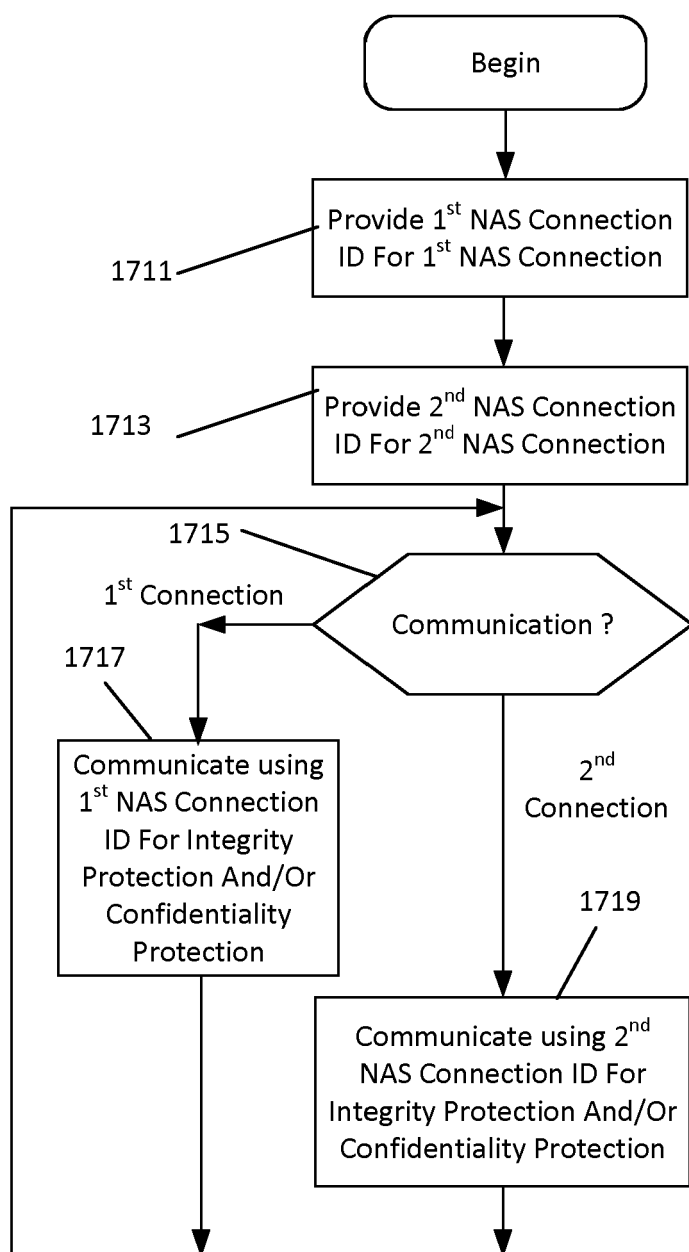 Begin
Provide 1st NAS Connection
ID For 1st NAS Connection
1711
Provide 2nd NAS Connection
ID For 2nd NAS Connection
1713
1715
1st Connection
Communication ?
1717
Communicate using
1st NAS Connection
ID For Integrity
Protection And/Or
Confidentiality
Protection
2nd
Connection
1719
Communicate using 2nd
NAS Connection ID For
Integrity Protection And/Or
Confidentiality Protection